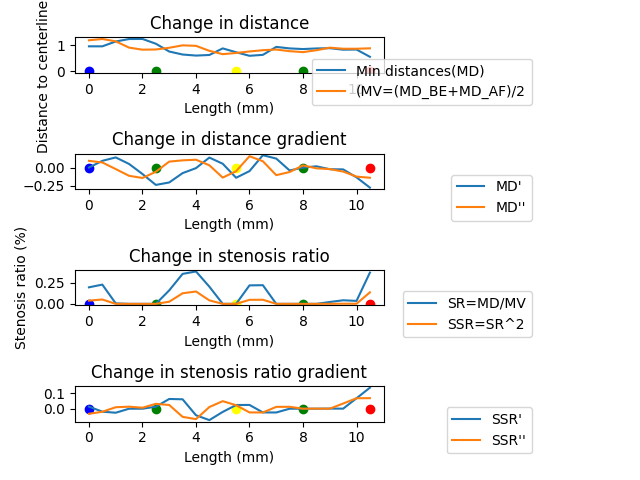 Change in distance
Distance to centerline
1
0
0 2 4 6 8 10
Length (mm)
Min distances(MD)
(MV=(MD_BE+MD_AF)/2
Change in distance gradient
0.00
−0.25
0 2 4 6 8 10
Length (mm)
MD'
MD''
Change in stenosis ratio
Stenosis ratio (%)
0.25
0.00
0 2 4 6 8 10
Length (mm)
SR=MD/MV
SSR=SR^2
Change in stenosis ratio gradient
0.1
0.0
0 2 4 6 8 10
Length (mm)
SSR'
SSR''